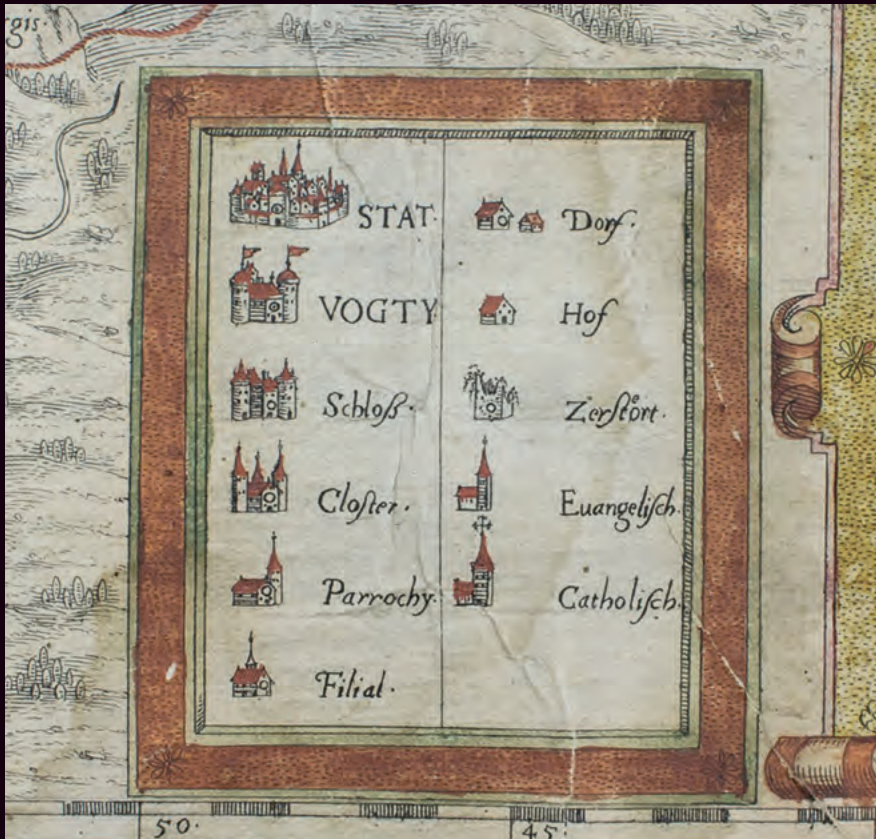 gis.
STAT.
VOGTY
Schloß.
Closter.
Parrochy.
Filial.
Dorf.
Hof
Zerstört.
Euangelisch.
Catholisch.
50.
45.